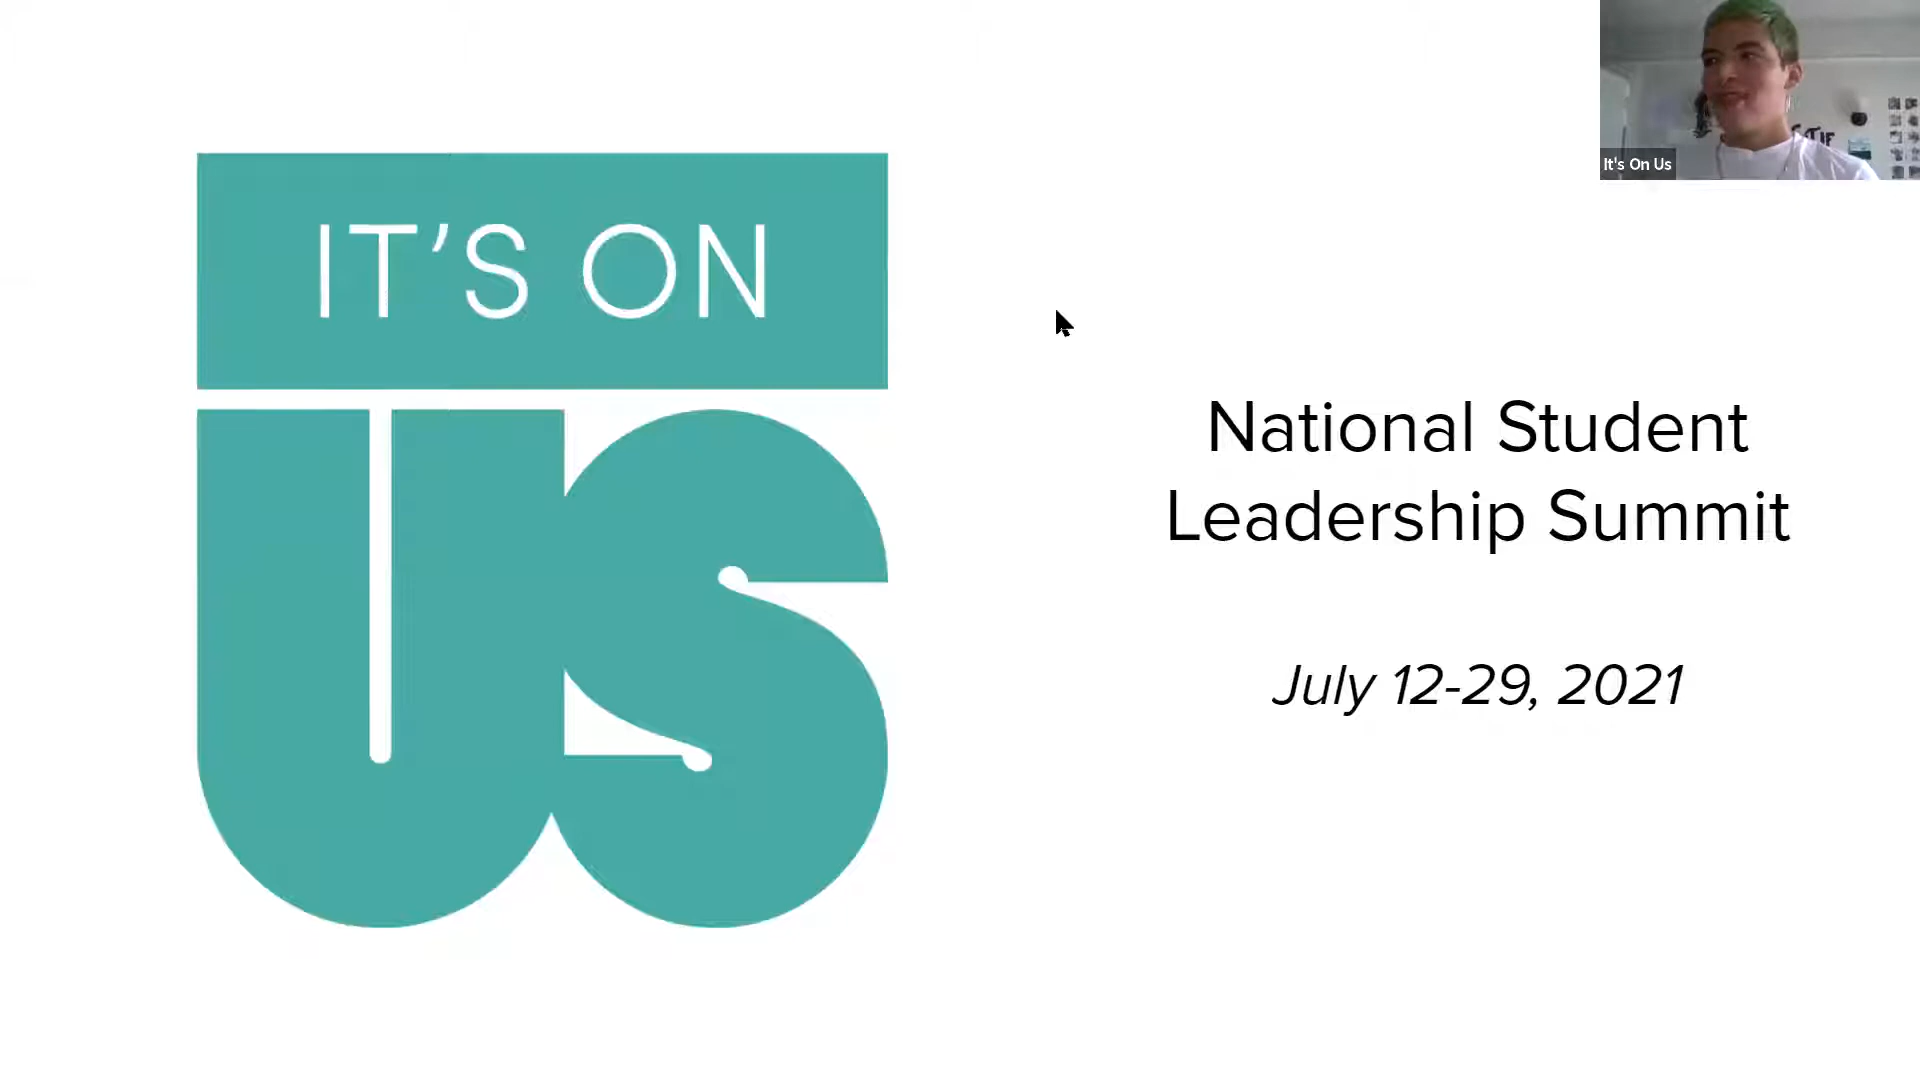 IT'S ON
US
National Student
Leadership Summit
July 12-29, 2021
It's On Us